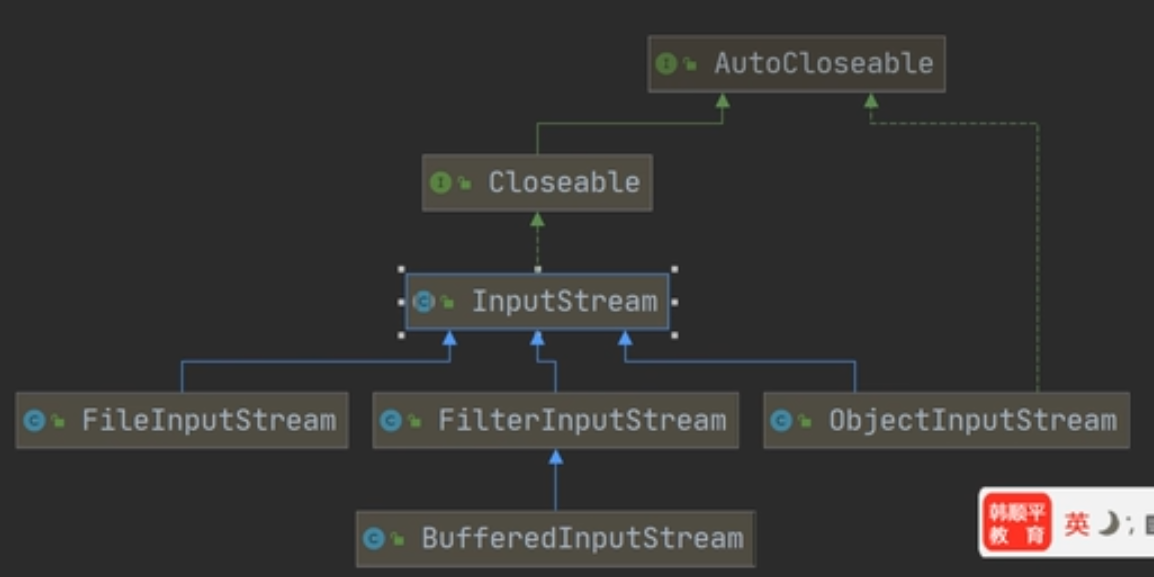 AutoCloseable
Closeable
InputStream
FileInputStream
FilterInputStream
ObjectInputStream
BufferedInputStream
韩顺平
教 育
英